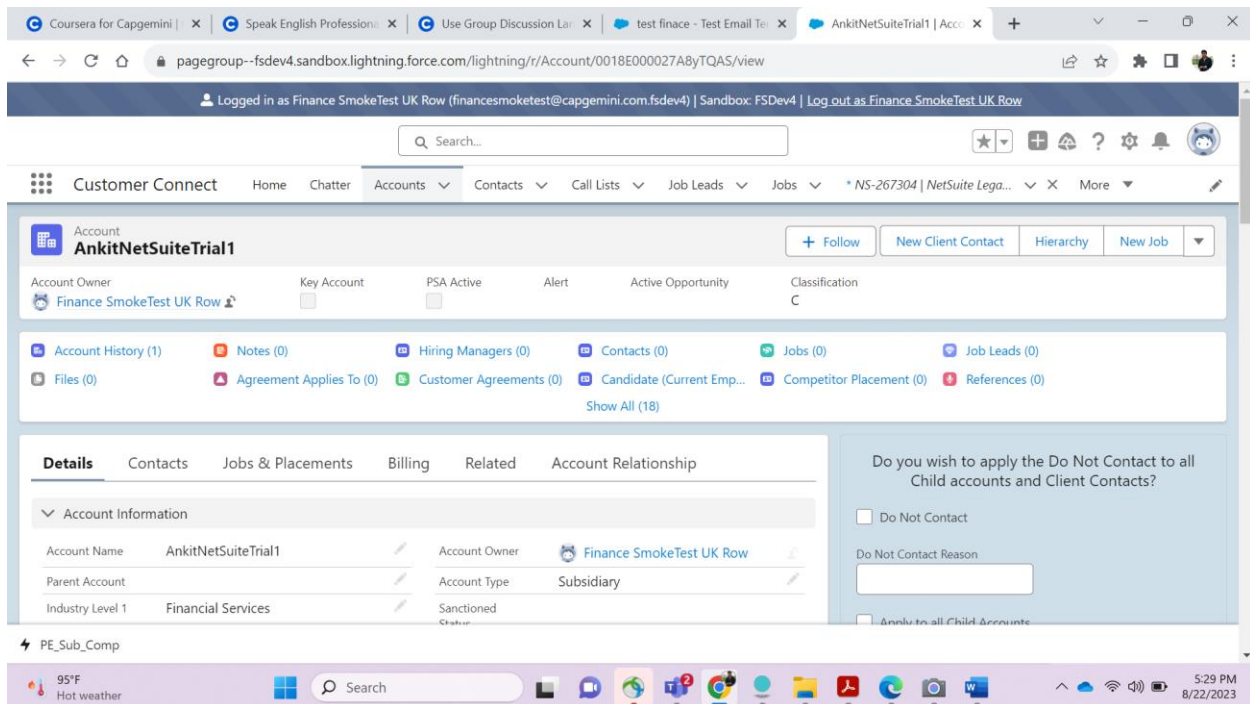 Coursera for Capgemini |
Speak English Professiona
Use Group Discussion Lan
test finace - Test Email Te
AnkitNetSuiteTrial1 | Acco
pagegroup--fsdev4.sandbox.lightning.force.com/lightning/r/Account/0018E000027A8yTQAS/view
Logged in as Finance SmokeTest UK Row (financesmoketest@capgemini.com.fsdev4) | Sandbox: FSDev4 | Log out as Finance SmokeTest UK Row
Search...
Customer Connect Home Chatter Accounts Contacts Call Lists Job Leads Jobs * NS-267304 | NetSuite Lega... More
Account
AnkitNetSuiteTrial1
+ Follow New Client Contact Hierarchy New Job
Account Owner Key Account PSA Active Alert Active Opportunity Classification
Finance SmokeTest UK Row C
Account History (1) Notes (0) Hiring Managers (0) Contacts (0) Jobs (0) Job Leads (0)
Files (0) Agreement Applies To (0) Customer Agreements (0) Candidate (Current Emp... Competitor Placement (0) References (0)
Show All (18)
Details Contacts Jobs & Placements Billing Related Account Relationship
Account Information
Account Name AnkitNetSuiteTrial1 Account Owner Finance SmokeTest UK Row
Parent Account Account Type Subsidiary
Industry Level 1 Financial Services Sanctioned
Status
Do you wish to apply the Do Not Contact to all
Child accounts and Client Contacts?
Do Not Contact
Do Not Contact Reason
Apply to all Child Accounts
PE_Sub_Comp
95°F
Hot weather
Search
2
5:29 PM
8/22/2023